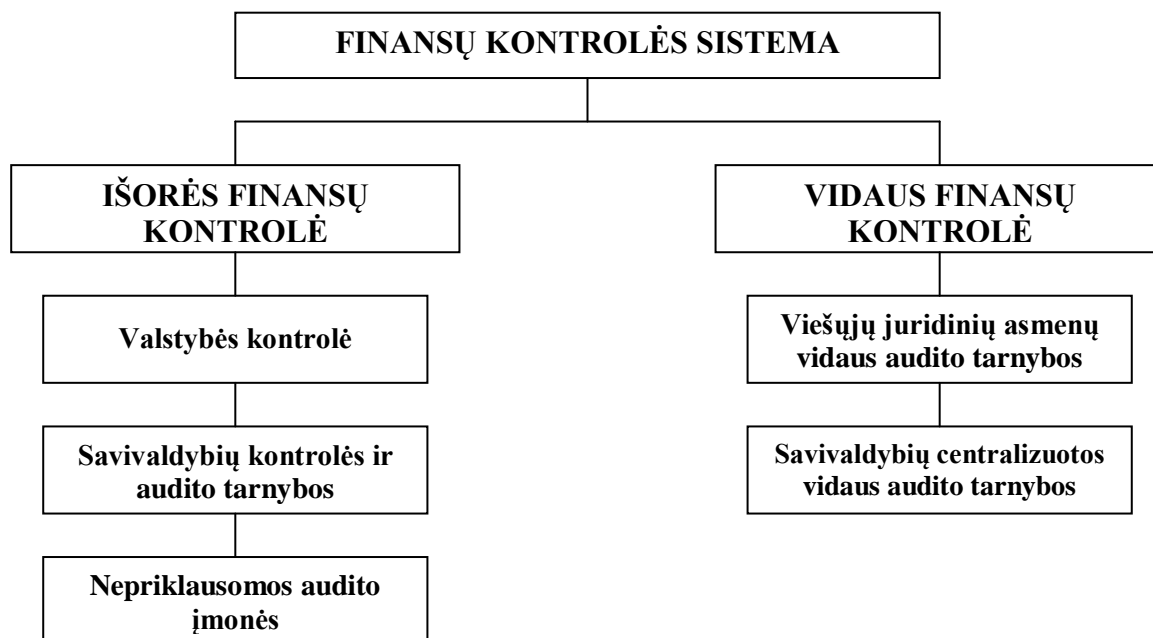 FINANSŲ KONTROLĖS SISTEMA
IŠORĖS FINANSŲ
KONTROLĖ
Valstybės kontrolė
Savivaldybių kontrolės ir
audito tarnybos
Nepriklausomos audito
įmonės
VIDAUS FINANSŲ
KONTROLĖ
Viešųjų juridinių asmenų
vidaus audito tarnybos
Savivaldybių centralizuotos
vidaus audito tarnybos